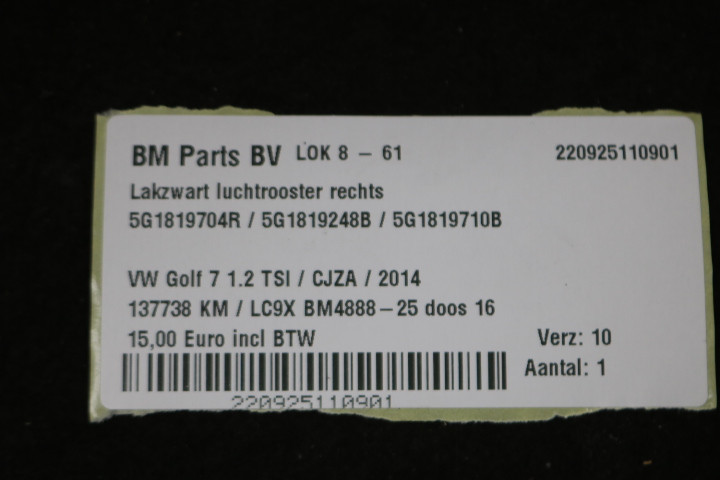 BM Parts BV LOK 8 – 61 220925110901
Lakzwart luchtrooster rechts
5G1819704R / 5G1819248B / 5G1819710B
VW Golf 7 1.2 TSI / CJZA / 2014
137738 KM / LC9X BM4888–25 doos 16
15,00 Euro incl BTW Verz: 10
Aantal: 1
220925110901